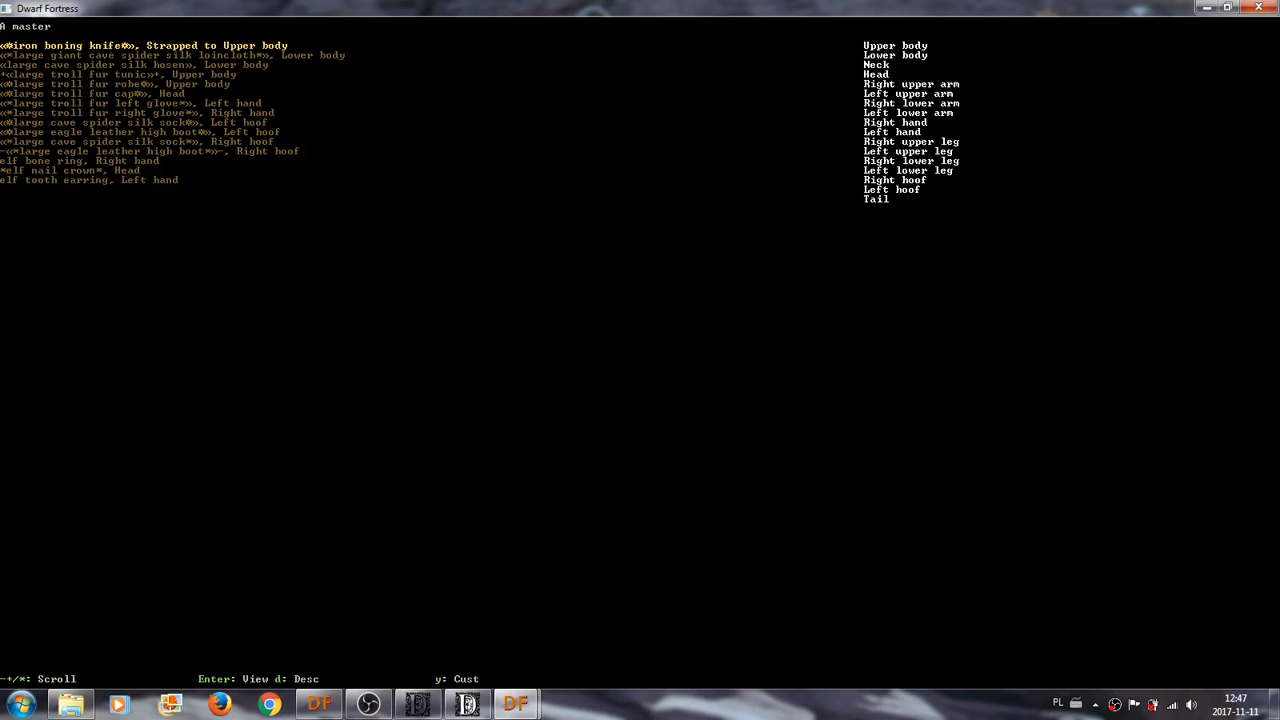 Dwarf Fortress
A master
«☼iron boning knife☼», Strapped to Upper body
«*large giant cave spider silk loincloth*», Lower body
«large cave spider silk hosen», Lower body
+«large troll fur tunic»+, Upper body
«☼large troll fur robe☼», Upper body
«☼large troll fur cap☼», Head
«*large troll fur left glove*», Left hand
«*large troll fur right glove*», Right hand
«☼large cave spider silk sock☼», Left hoof
«☼large eagle leather high boot☼», Left hoof
«*large cave spider silk sock*», Right hoof
-«*large eagle leather high boot*»-, Right hoof
elf bone ring, Right hand
*elf nail crown*, Head
elf tooth earring, Left hand
Upper body
Lower body
Neck
Head
Right upper arm
Left upper arm
Right lower arm
Left lower arm
Right hand
Left hand
Right upper leg
Left upper leg
Right lower leg
Left lower leg
Right hoof
Left hoof
Tail
-+/*: Scroll Enter: View d: Desc y: Cust
DF DF PL 12:47
2017-11-11